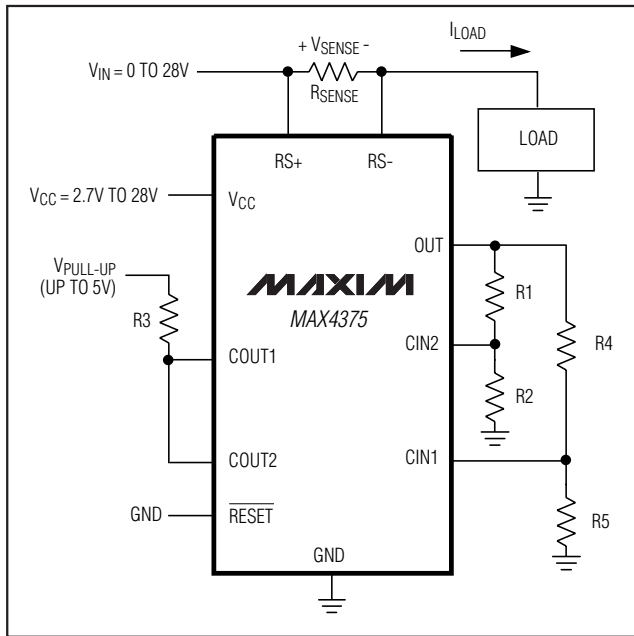 I_LOAD
+ V_SENSE -
V_IN = 0 TO 28V
R_SENSE
LOAD
RS+ RS-
V_CC = 2.7V TO 28V
V_CC
OUT
V_PULL-UP
(UP TO 5V)
MAXIM
R1
R3
MAX4375
R4
COUT1
CIN2
R2
COUT2
CIN1
GND
RESET
R5
GND